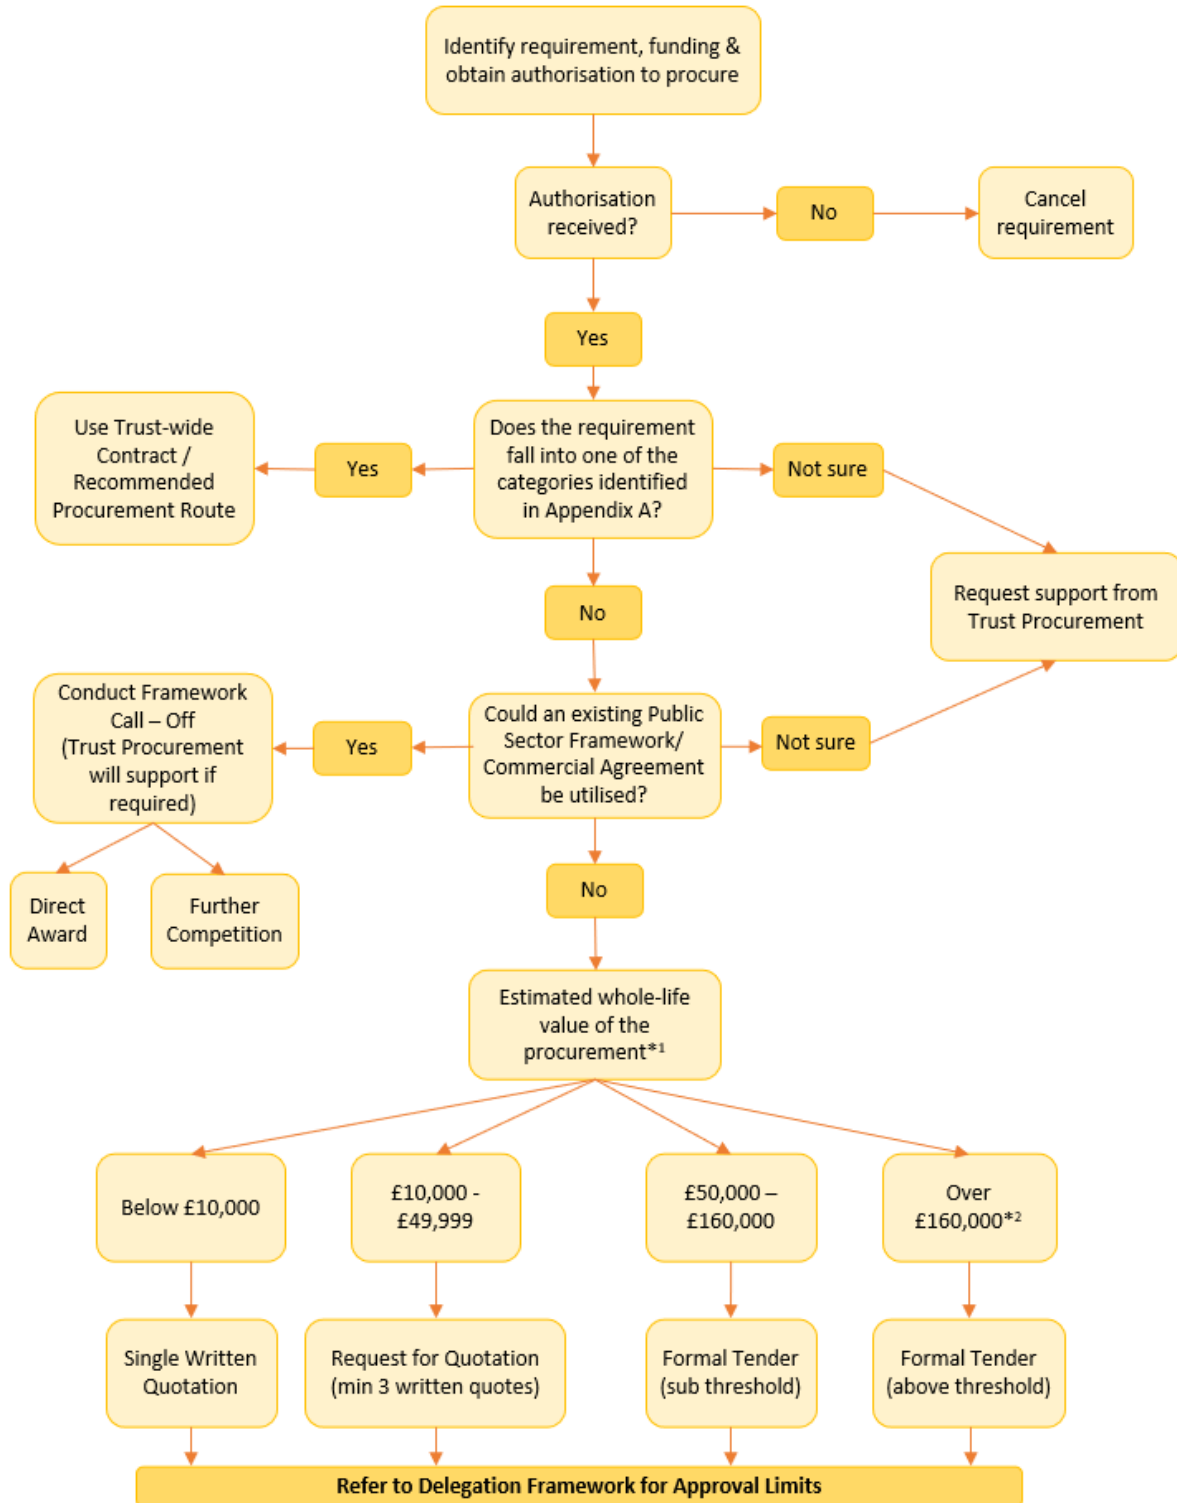 Identify requirement, funding &
obtain authorisation to procure
Authorisation
received?
No
Cancel
requirement
Yes
Use Trust-wide
Contract /
Recommended
Procurement Route
Yes
Does the requirement
fall into one of the
categories identified
in Appendix A?
Not sure
No
Request support from
Trust Procurement
Conduct Framework
Call – Off
(Trust Procurement
will support if
required)
Yes
Could an existing Public
Sector Framework/
Commercial Agreement
be utilised?
Not sure
Direct
Award
Further
Competition
No
Estimated whole-life
value of the
procurement*¹
Below £10,000
£10,000 -
£49,999
£50,000 –
£160,000
Over
£160,000*²
Single Written
Quotation
Request for Quotation
(min 3 written quotes)
Formal Tender
(sub threshold)
Formal Tender
(above threshold)
Refer to Delegation Framework for Approval Limits